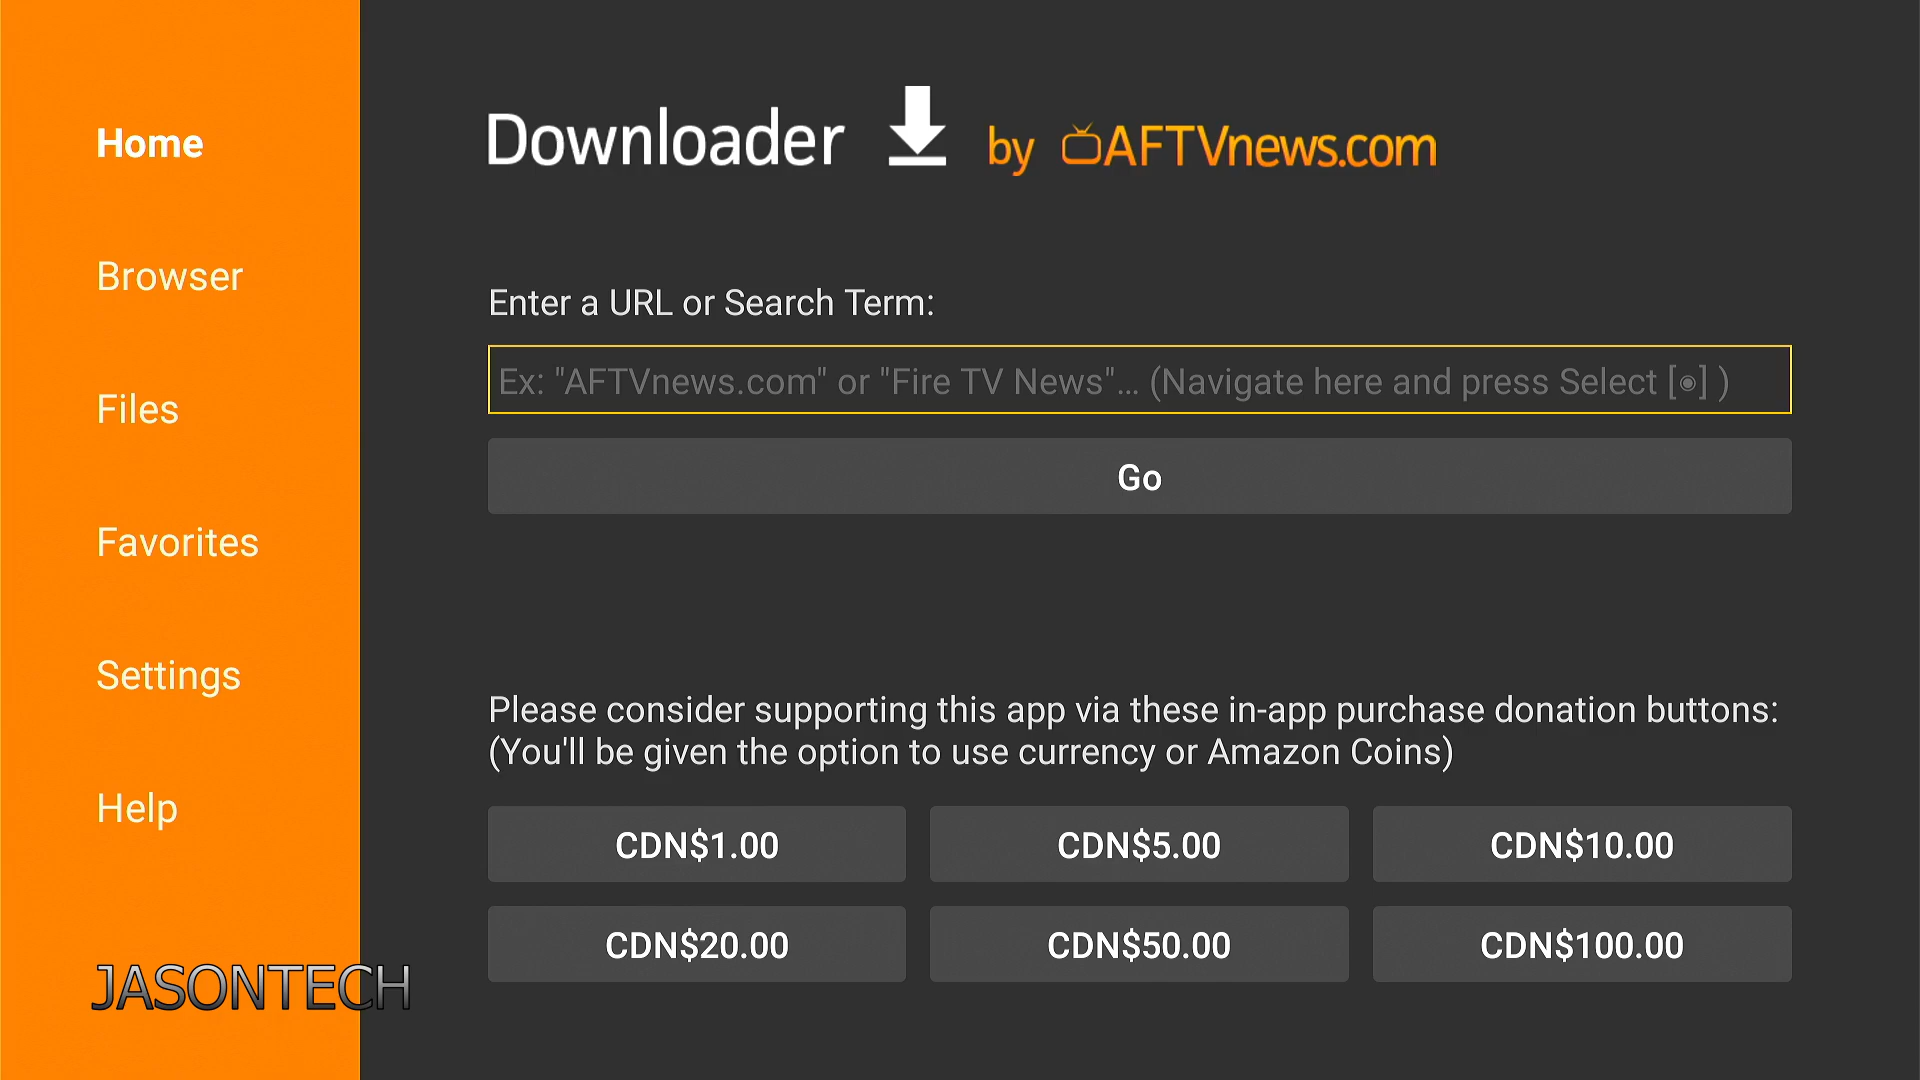 Home
Browser
Files
Favorites
Settings
Help
JASONTECH
Downloader by AFTVnews.com
Enter a URL or Search Term:
Ex: "AFTVnews.com" or "Fire TV News"... (Navigate here and press Select [◉] )
Go
Please consider supporting this app via these in-app purchase donation buttons:
(You'll be given the option to use currency or Amazon Coins)
CDN$1.00 CDN$5.00 CDN$10.00
CDN$20.00 CDN$50.00 CDN$100.00